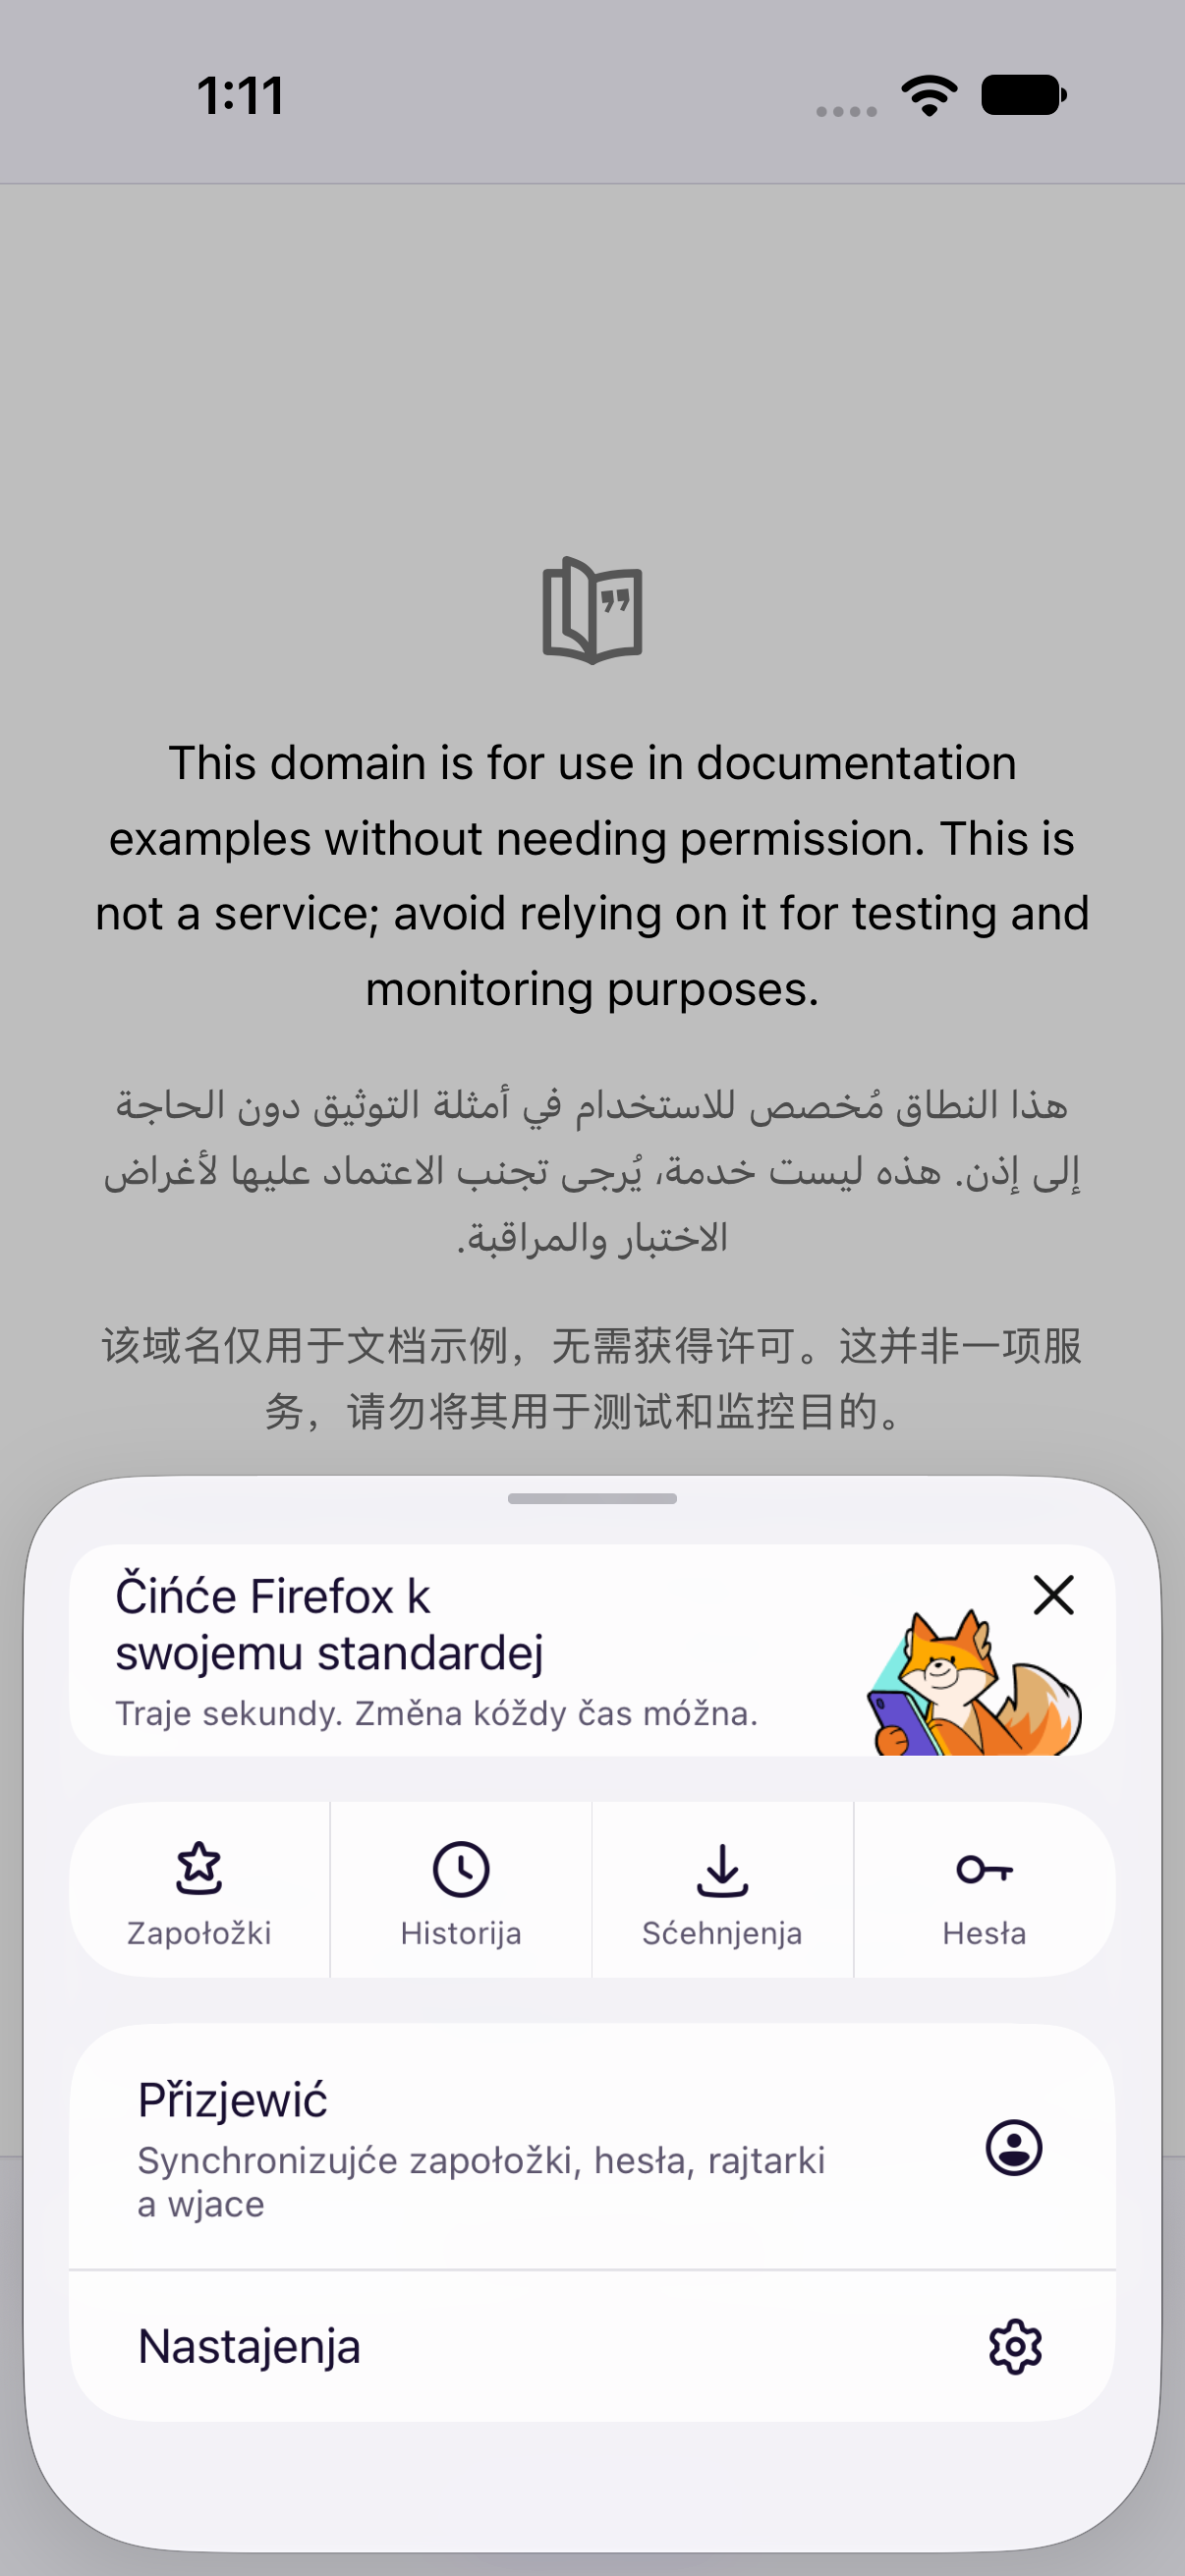 1:11
This domain is for use in documentation
examples without needing permission. This is
not a service; avoid relying on it for testing and
monitoring purposes.
هذا النطاق مُخصص للاستخدام في أمثلة التوثيق دون الحاجة
إلى إذن. هذه ليست خدمة، يُرجى تجنب الاعتماد عليها لأغراض
الاختبار والمراقبة.
该域名仅用于文档示例，无需获得许可。这并非一项服
务，请勿将其用于测试和监控目的。
Čińće Firefox k
swojemu standardej
Traje sekundy. Změna kóždy čas móžna.
Zapołožki
Historija
Sćehnjenja
Hesła
Přizjewić
Synchronizujće zapołožki, hesła, rajtarki
a wjace
Nastajenja